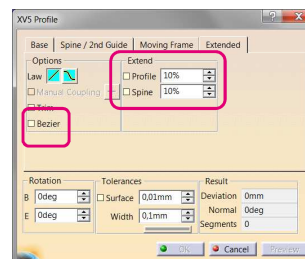 XV5 Profile
Base Spine / 2nd Guide Moving Frame Extended
Options
Law
Manual Coupling
Trim
Bezier
Extend
Profile 10%
Spine 10%
Rotation
B 0deg
E 0deg
Tolerances
Surface 0,01mm
Width 0,1mm
Result
Deviation 0mm
Normal 0deg
Segments 0
OK Cancel Preview